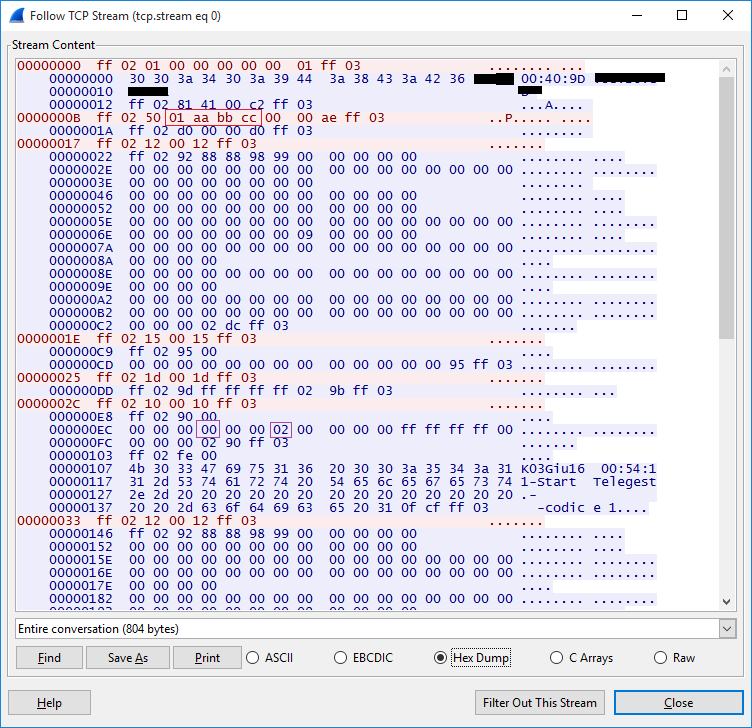 Follow TCP Stream (tcp.stream eq 0)
Stream Content
00000000 ff 02 01 00 00 00 00 00 01 ff 03 ........ ...
00000000 30 30 3a 34 30 3a 39 44 3a 38 43 3a 42 36 00:40:9D
00000010
00000012 ff 02 81 41 00 c2 ff 03 ...A....
0000000B ff 02 50 01 aa bb cc 00 00 ae ff 03 ..P..... ....
0000001A ff 02 d0 00 00 d0 ff 03 ........
00000017 ff 02 12 00 12 ff 03 .......
00000022 ff 02 92 88 88 98 99 00 00 00 00 00 ........ ....
0000002E 00 00 00 00 00 00 00 00 00 00 00 00 00 00 00 00 ........ ........
0000003E 00 00 00 00 00 00 00 00 ........
00000046 00 00 00 00 00 00 00 00 00 00 00 00 ........ ....
00000052 00 00 00 00 00 00 00 00 00 00 00 00 ........ ....
0000005E 00 00 00 00 00 00 00 00 00 00 00 00 00 00 00 00 ........ ........
0000006E 00 00 00 00 00 00 09 00 00 00 00 00 ........ ....
0000007A 00 00 00 00 00 00 00 00 00 00 00 00 00 00 00 00 ........ ........
0000008A 00 00 00 00 ....
0000008E 00 00 00 00 00 00 00 00 00 00 00 00 00 00 00 00 ........ ........
0000009E 00 00 00 00 ....
000000A2 00 00 00 00 00 00 00 00 00 00 00 00 00 00 00 00 ........ ........
000000B2 00 00 00 00 00 00 00 00 00 00 00 00 00 00 00 00 ........ ........
000000C2 00 00 00 02 dc ff 03 .......
0000001E ff 02 15 00 15 ff 03 .......
000000C9 ff 02 95 00 ....
000000CD 00 00 00 00 00 00 00 00 00 00 00 00 00 95 ff 03 ........ ........
00000025 ff 02 1d 00 1d ff 03 .......
000000DD ff 02 9d ff ff ff ff ff 02 9b ff 03 ........ ...
0000002C ff 02 10 00 10 ff 03 .......
000000E8 ff 02 90 00 ....
000000EC 00 00 00 00 00 00 02 00 00 00 00 ff ff ff ff 00 ........ ........
000000FC 00 00 00 02 90 ff 03 .......
00000103 ff 02 fe 00 ....
00000107 4b 30 33 47 69 75 31 36 20 30 30 3a 35 34 3a 31 K03Giu16 00:54:1
00000117 31 2d 53 74 61 72 74 20 54 65 6c 65 67 65 73 74 1-Start Telegest
00000127 2e 2d 20 20 20 20 20 20 20 20 20 20 20 20 20 20 .-
00000137 20 20 2d 63 6f 64 69 63 65 20 31 0f cf ff 03 -codic e 1....
00000033 ff 02 12 00 12 ff 03 .......
00000146 ff 02 92 88 88 98 99 00 00 00 00 00 ........ ....
00000152 00 00 00 00 00 00 00 00 00 00 00 00 ........ ....
0000015E 00 00 00 00 00 00 00 00 00 00 00 00 00 00 00 00 ........ ........
0000016E 00 00 00 00 00 00 00 00 00 00 00 00 00 00 00 00 ........ ........
0000017E 00 00 00 00 ....
00000182 00 00 00 00 00 00 00 00 00 00 00 00 00 00 00 00 ........ ........
Entire conversation (804 bytes)
Find Save As Print ASCII EBCDIC Hex Dump C Arrays Raw
Help Filter Out This Stream Close